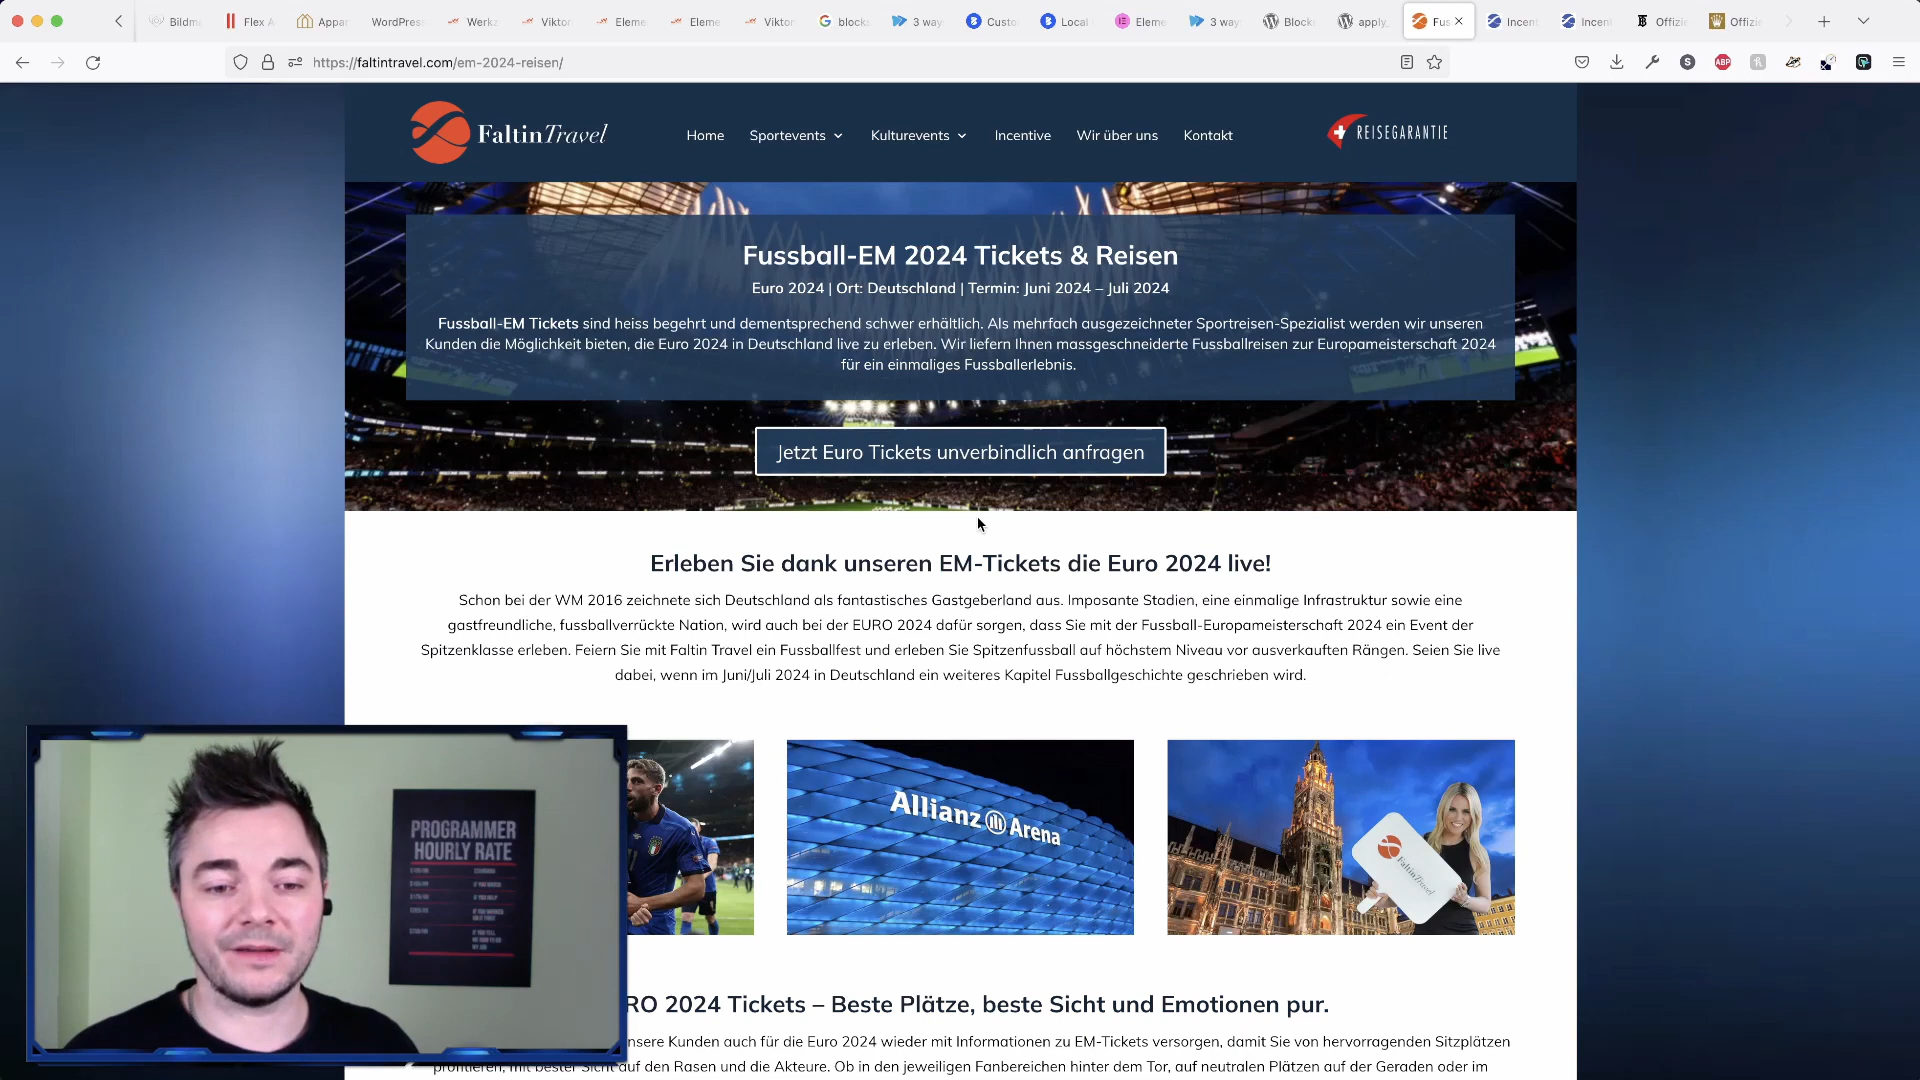 Bildm
Flex A
Appar
WordPress
Werkz
Viktor
Eleme
Eleme
Viktor
block
3 way
Custo
Local
Eleme
3 way
Block
apply_
Fus
Incent
Incent
Offizie
Offizie
https://faltintravel.com/em-2024-reisen/
FaltinTravel
Home
Sportevents
Kulturevents
Incentive
Wir über uns
Kontakt
REISEGARANTIE
Fussball-EM 2024 Tickets & Reisen
Euro 2024 | Ort: Deutschland | Termin: Juni 2024 – Juli 2024
Fussball-EM Tickets sind heiss begehrt und dementsprechend schwer erhältlich. Als mehrfach ausgezeichneter Sportreisen-Spezialist werden wir unseren
Kunden die Möglichkeit bieten, die Euro 2024 in Deutschland live zu erleben. Wir liefern Ihnen massgeschneiderte Fussballreisen zur Europameisterschaft 2024
für ein einmaliges Fussballerlebnis.
Jetzt Euro Tickets unverbindlich anfragen
Erleben Sie dank unseren EM-Tickets die Euro 2024 live!
Schon bei der WM 2016 zeichnete sich Deutschland als fantastisches Gastgeberland aus. Imposante Stadien, eine einmalige Infrastruktur sowie eine
gastfreundliche, fussballverrückte Nation, wird auch bei der EURO 2024 dafür sorgen, dass Sie mit der Fussball-Europameisterschaft 2024 ein Event der
Spitzenklasse erleben. Feiern Sie mit Faltin Travel ein Fussballfest und erleben Sie Spitzenfussball auf höchstem Niveau vor ausverkauften Rängen. Seien Sie live
dabei, wenn im Juni/Juli 2024 in Deutschland ein weiteres Kapitel Fussballgeschichte geschrieben wird.
Allianz Arena
FaltinTravel
PROGRAMMER
HOURLY RATE
RO 2024 Tickets – Beste Plätze, beste Sicht und Emotionen pur.
nsere Kunden auch für die Euro 2024 wieder mit Informationen zu EM-Tickets versorgen, damit Sie von hervorragenden Sitzplätzen
profitieren, mit bester Sicht auf den Rasen und die Akteure. Ob in den jeweiligen Fanbereichen hinter dem Tor, auf neutralen Plätzen auf der Geraden oder im